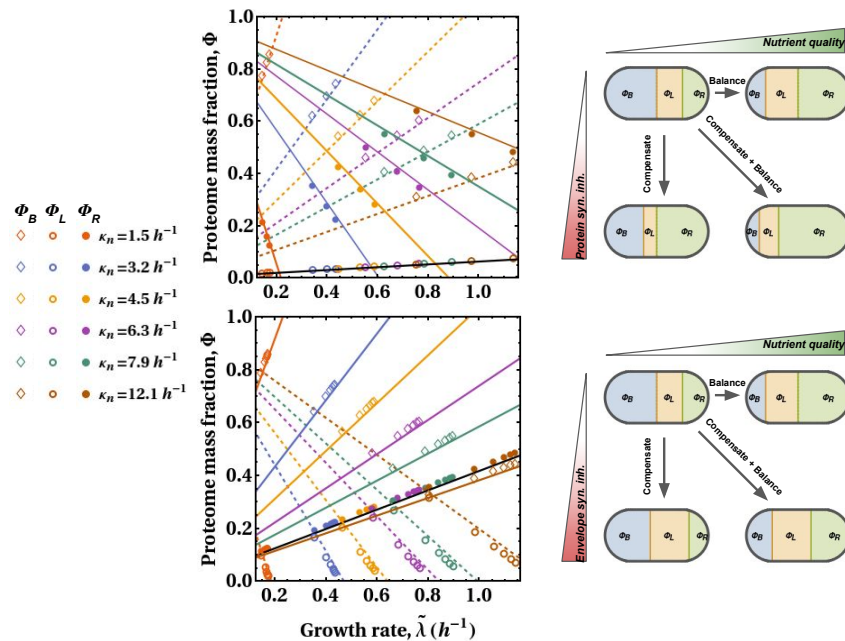 Φ_B Φ_L Φ_R
κ_n=1.5 h⁻¹
κ_n=3.2 h⁻¹
κ_n=4.5 h⁻¹
κ_n=6.3 h⁻¹
κ_n=7.9 h⁻¹
κ_n=12.1 h⁻¹
Proteome mass fraction, Φ
1.0
0.8
0.6
0.4
0.2
0.0
0.2 0.4 0.6 0.8 1.0
Nutrient quality
Protein syn. inh.
Φ_B Φ_L Φ_R
Balance
Φ_B Φ_L Φ_R
Compensate
Compensate + Balance
Φ_B Φ_L Φ_R
Φ_B Φ_L Φ_R
Proteome mass fraction, Φ
1.0
0.8
0.6
0.4
0.2
0.0
0.2 0.4 0.6 0.8 1.0
Growth rate, λ̃ (h⁻¹)
Nutrient quality
Envelope syn. inh.
Φ_B Φ_L Φ_R
Balance
Φ_B Φ_L Φ_R
Compensate
Compensate + Balance
Φ_B Φ_L Φ_R
Φ_B Φ_L Φ_R